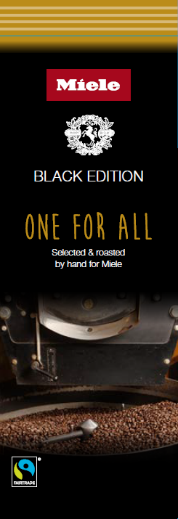 Miele
BLACK EDITION
ONE FOR ALL
Selected & roasted
by hand for Miele
FAIRTRADE